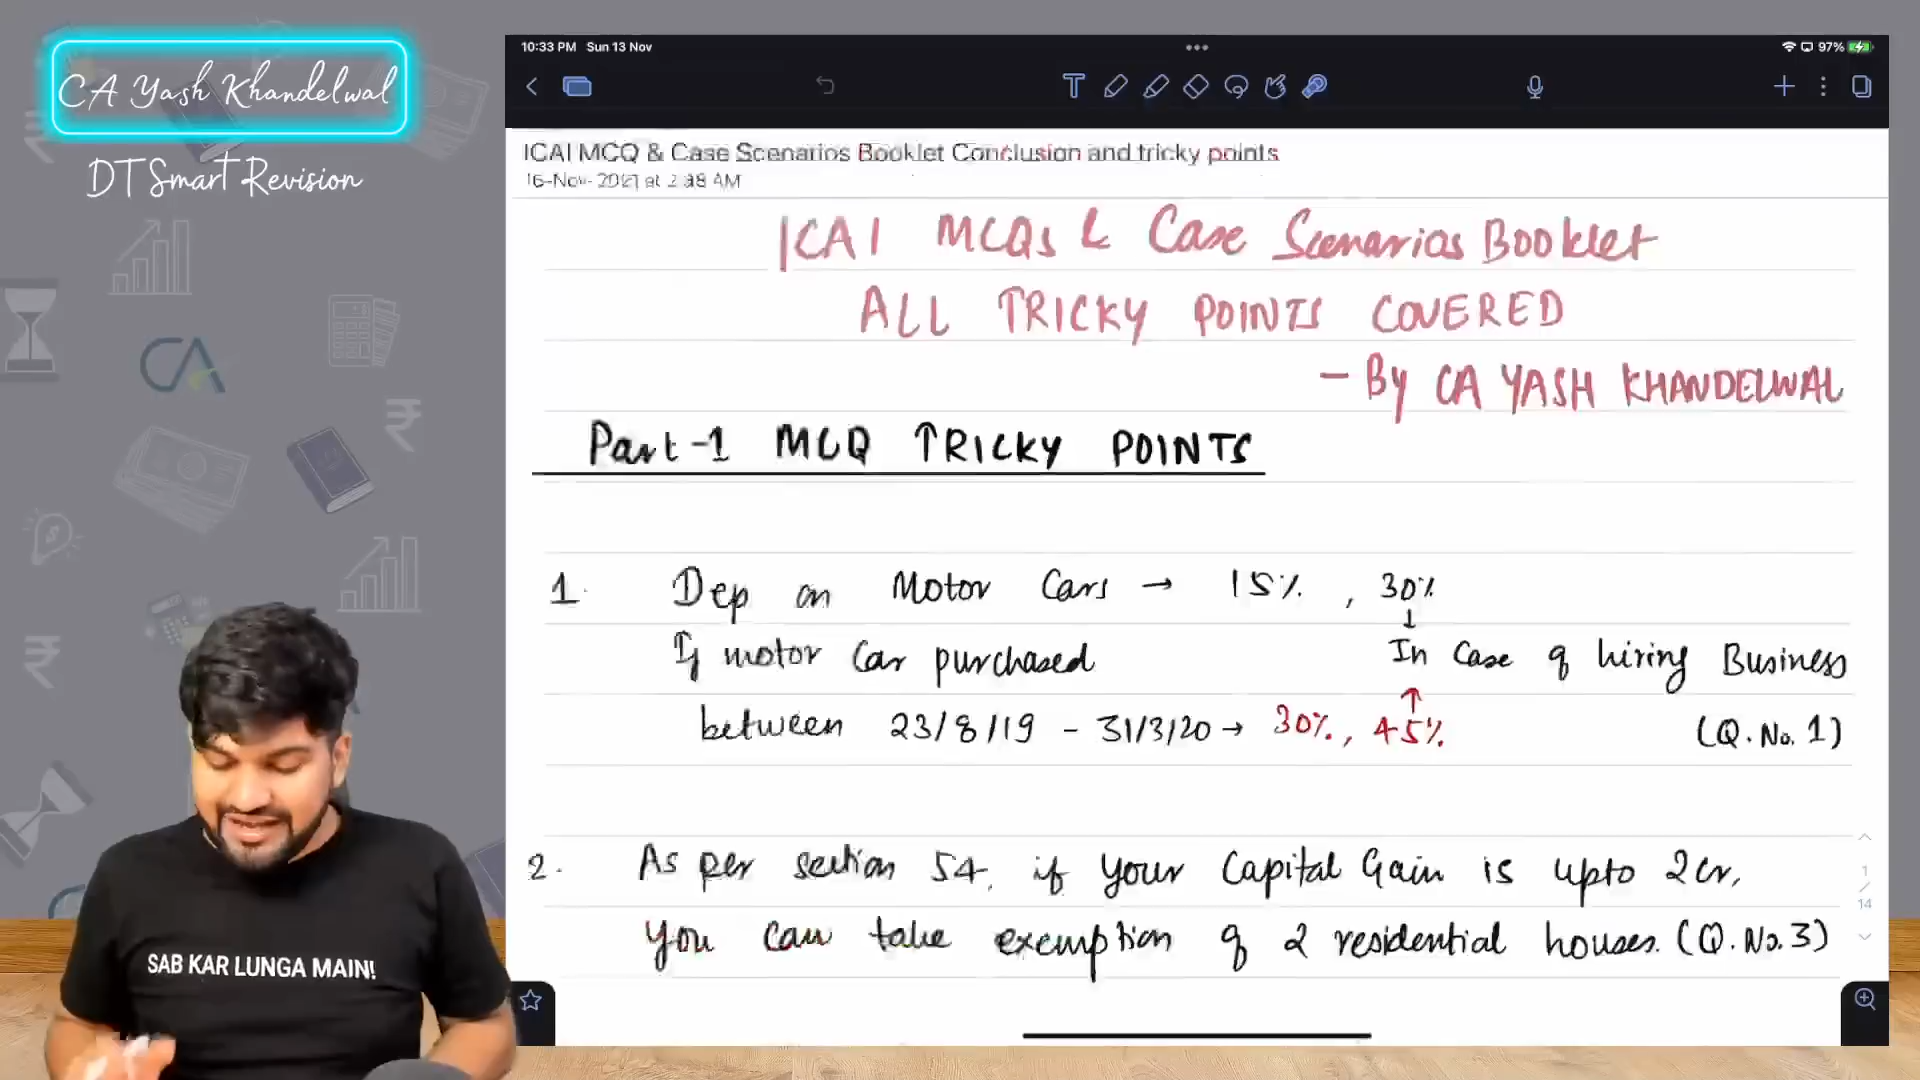 CA Yash Khandelwal
DT Smart Revision
10:33 PM Sun 13 Nov
97%
ICAI MCQ & Case Scenarios Booklet Conclusion and tricky points
ICAI MCQs & Case Scenarios Booklet
ALL TRICKY POINTS COVERED
- By CA YASH KHANDELWAL
Part-1 MCQ TRICKY POINTS
1. Dep on Motor Cars → 15%, 30%
↓
If motor Car purchased In Case of hiring Business
↑
between 23/8/19 - 31/3/20 → 30%, 45% (Q. No. 1)
2. As per section 54, if your Capital Gain is upto 2cr,
you can take exemption of 2 residential houses. (Q. No. 3)
1
/
14
CA
SAB KAR LUNGA MAIN!